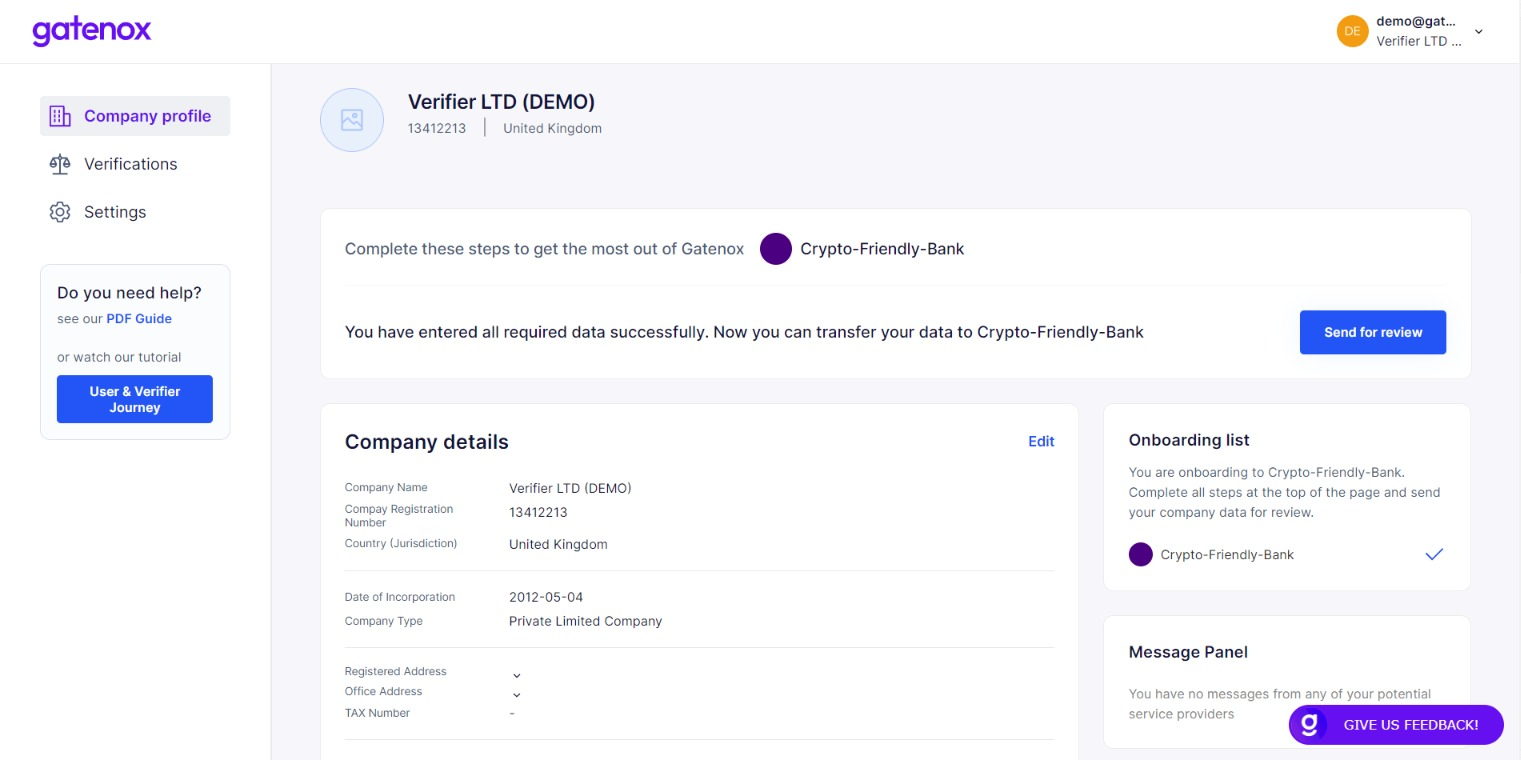 gatenox
DE
demo@gat...
Verifier LTD ...
Company profile
Verifications
Settings
Do you need help?
see our PDF Guide
or watch our tutorial
User & Verifier
Journey
Verifier LTD (DEMO)
13412213 | United Kingdom
Complete these steps to get the most out of Gatenox Crypto-Friendly-Bank
You have entered all required data successfully. Now you can transfer your data to Crypto-Friendly-Bank
Send for review
Company details
Edit
Company Name Verifier LTD (DEMO)
Compay Registration
Number
13412213
Country (Jurisdiction) United Kingdom
Date of Incorporation 2012-05-04
Company Type Private Limited Company
Registered Address
Office Address
TAX Number -
Onboarding list
You are onboarding to Crypto-Friendly-Bank.
Complete all steps at the top of the page and send
your company data for review.
Crypto-Friendly-Bank
Message Panel
You have no messages from any of your potential
service providers
g GIVE US FEEDBACK!